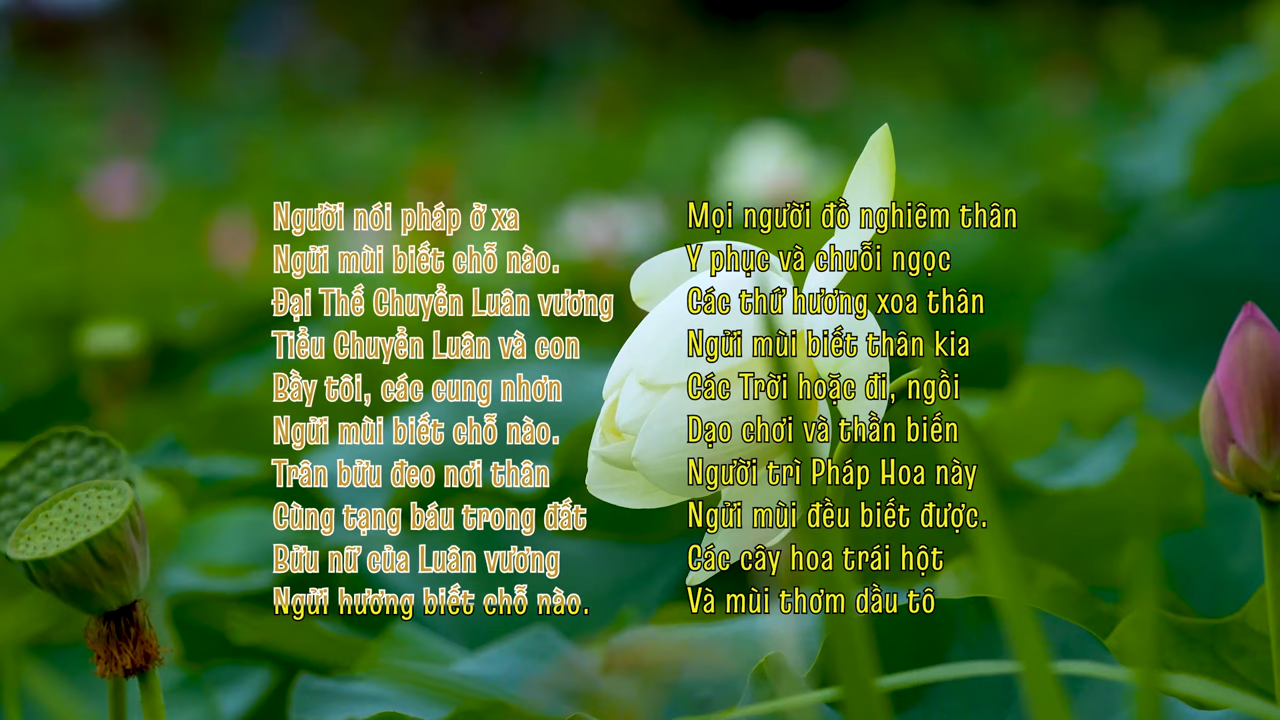 Người nói pháp ở xa
Ngửi mùi biết chỗ nào.
Đại Thế Chuyển Luân vương
Tiểu Chuyển Luân và con
Bầy tôi, các cung nhơn
Ngửi mùi biết chỗ nào.
Trân bửu đeo nơi thân
Cùng tạng báu trong đất
Bửu nữ của Luân vương
Ngửi hương biết chỗ nào.
Mọi người đồ nghiêm thân
Y phục và chuỗi ngọc
Các thứ hương xoa thân
Ngửi mùi biết thân kia
Các Trời hoặc đi, ngồi
Dạo chơi và thần biến
Người trì Pháp Hoa này
Ngửi mùi đều biết được.
Các cây hoa trái hột
Và mùi thơm dầu tô